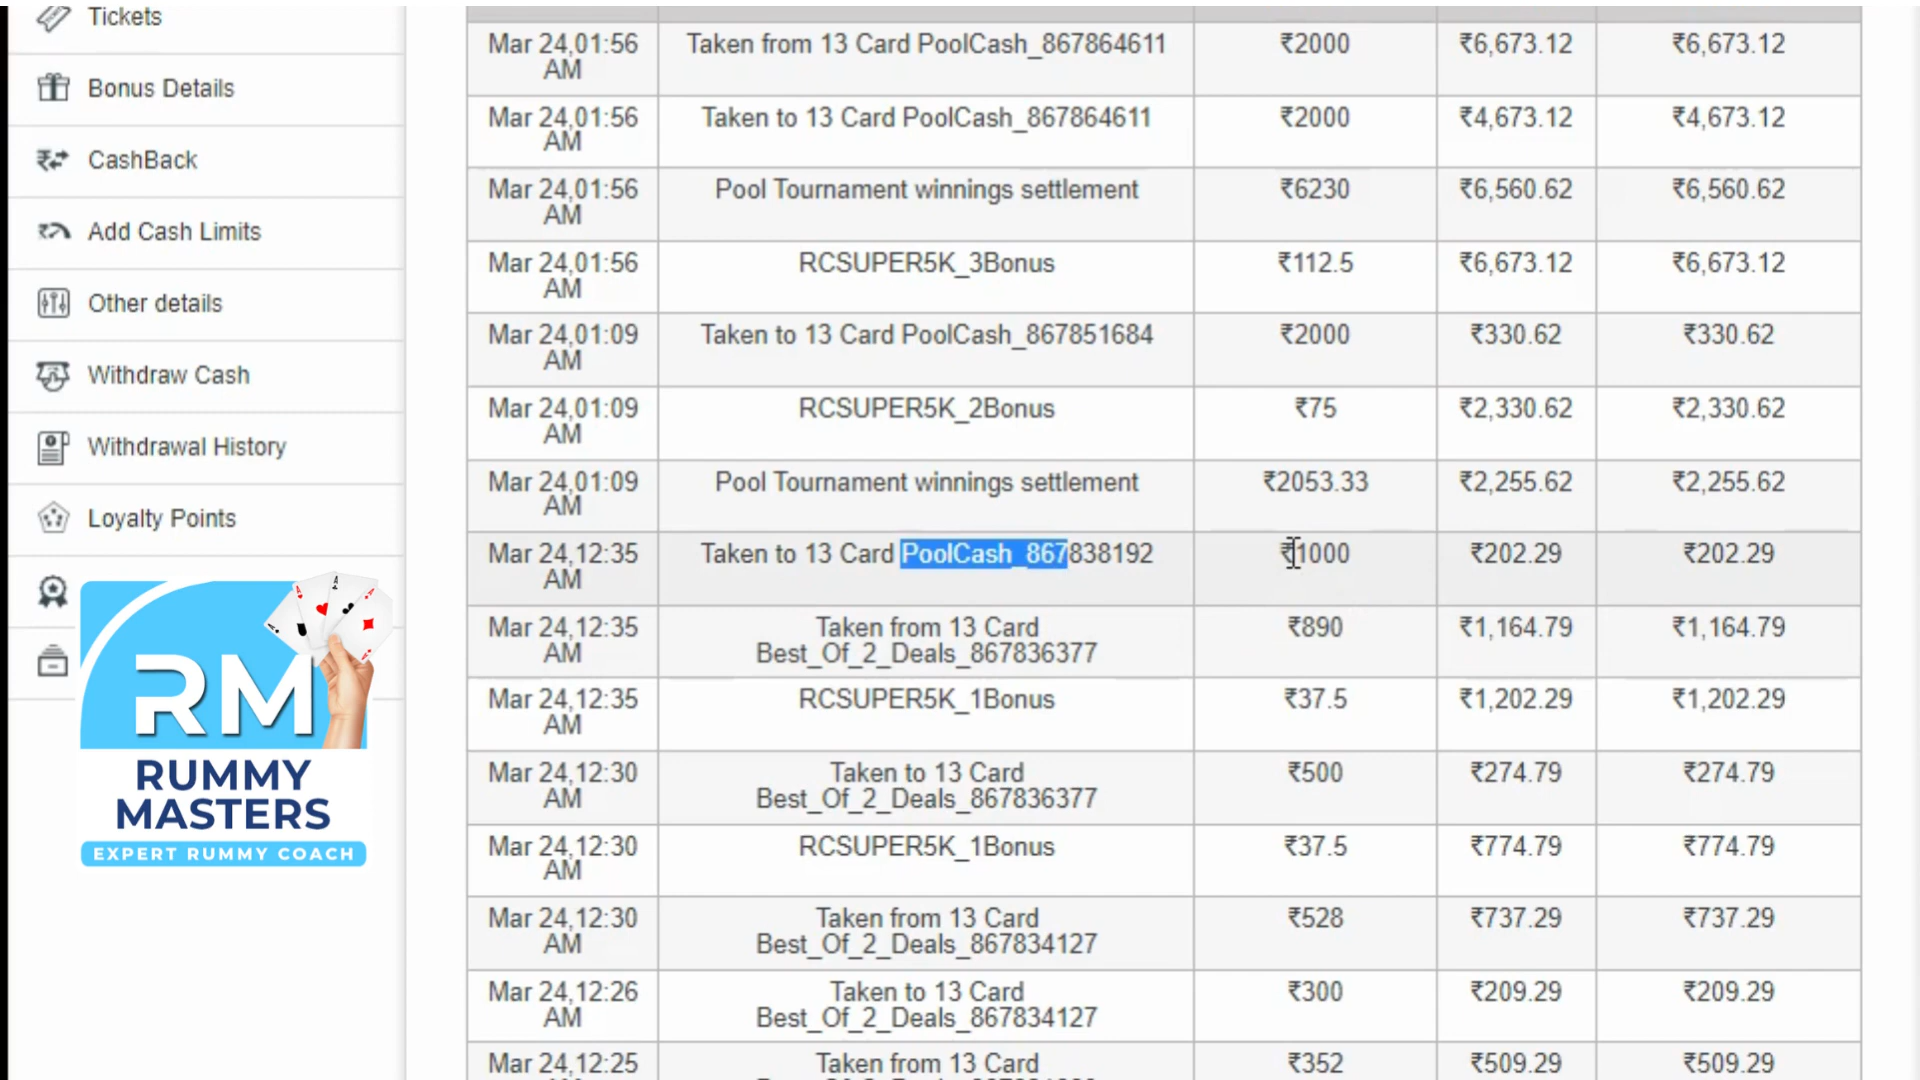 Tickets
Bonus Details
CashBack
Add Cash Limits
Other details
Withdraw Cash
Withdrawal History
Loyalty Points
RM
RUMMY
MASTERS
EXPERT RUMMY COACH
Mar 24,01:56 AM Taken from 13 Card PoolCash_867864611 ₹2000 ₹6,673.12 ₹6,673.12
Mar 24,01:56 AM Taken to 13 Card PoolCash_867864611 ₹2000 ₹4,673.12 ₹4,673.12
Mar 24,01:56 AM Pool Tournament winnings settlement ₹6230 ₹6,560.62 ₹6,560.62
Mar 24,01:56 AM RCSUPER5K_3Bonus ₹112.5 ₹6,673.12 ₹6,673.12
Mar 24,01:09 AM Taken to 13 Card PoolCash_867851684 ₹2000 ₹330.62 ₹330.62
Mar 24,01:09 AM RCSUPER5K_2Bonus ₹75 ₹2,330.62 ₹2,330.62
Mar 24,01:09 AM Pool Tournament winnings settlement ₹2053.33 ₹2,255.62 ₹2,255.62
Mar 24,12:35 AM Taken to 13 Card PoolCash_867838192 ₹1000 ₹202.29 ₹202.29
Mar 24,12:35 AM Taken from 13 Card Best_Of_2_Deals_867836377 ₹890 ₹1,164.79 ₹1,164.79
Mar 24,12:35 AM RCSUPER5K_1Bonus ₹37.5 ₹1,202.29 ₹1,202.29
Mar 24,12:30 AM Taken to 13 Card Best_Of_2_Deals_867836377 ₹500 ₹274.79 ₹274.79
Mar 24,12:30 AM RCSUPER5K_1Bonus ₹37.5 ₹774.79 ₹774.79
Mar 24,12:30 AM Taken from 13 Card Best_Of_2_Deals_867834127 ₹528 ₹737.29 ₹737.29
Mar 24,12:26 AM Taken to 13 Card Best_Of_2_Deals_867834127 ₹300 ₹209.29 ₹209.29
Mar 24,12:25 Taken from 13 Card ₹352 ₹509.29 ₹509.29